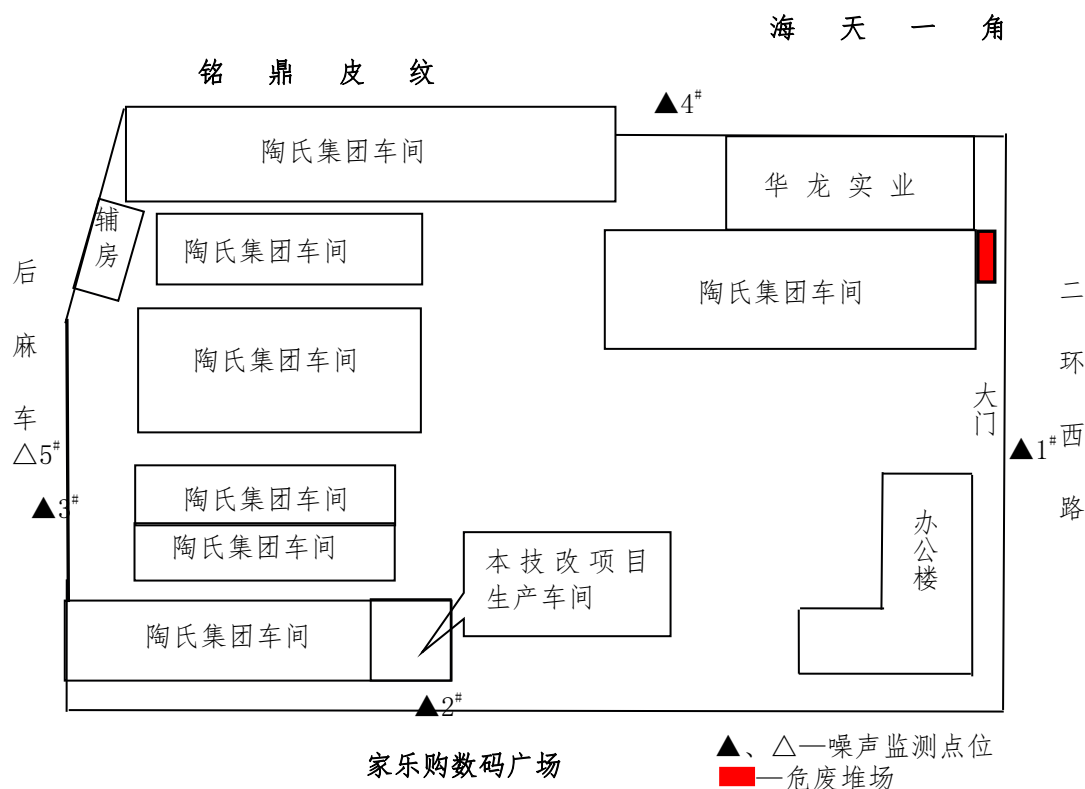 海天一角
铭鼎皮纹
▲4#
陶氏集团车间
华龙实业
辅房
陶氏集团车间
陶氏集团车间
后麻车
二环西路
陶氏集团车间
大门
△5#
▲1#
▲3#
陶氏集团车间
陶氏集团车间
办公楼
本技改项目
生产车间
陶氏集团车间
▲2#
家乐购数码广场
▲、△—噪声监测点位
—危废堆场